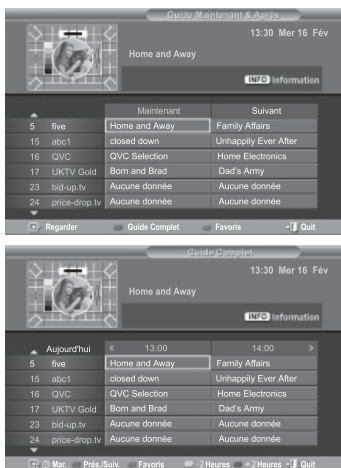 Guide Maintenant & Après
13:30 Mer 16 Fév
Home and Away
INFO Information
Maintenant Suivant
5 five Home and Away Family Affairs
15 abc1 closed down Unhappily Ever After
16 QVC QVC Selection Home Electronics
17 UKTV Gold Born and Brad Dad's Army
23 bid-up.tv Aucune donnée Aucune donnée
24 price-drop.tv Aucune donnée Aucune donnée
Regarder Guide Complet Favoris Quit
Guide Complet
13:30 Mer 16 Fév
Home and Away
INFO Information
Aujourd'hui 13:00 14:00
5 five Home and Away Family Affairs
15 abc1 closed down Unhappily Ever After
16 QVC QVC Selection Home Electronics
17 UKTV Gold Born and Brad Dad's Army
23 bid-up.tv Aucune donnée Aucune donnée
24 price-drop.tv Aucune donnée Aucune donnée
Mar. Prés./Suiv. Favoris -2Heures +2Heures Quit